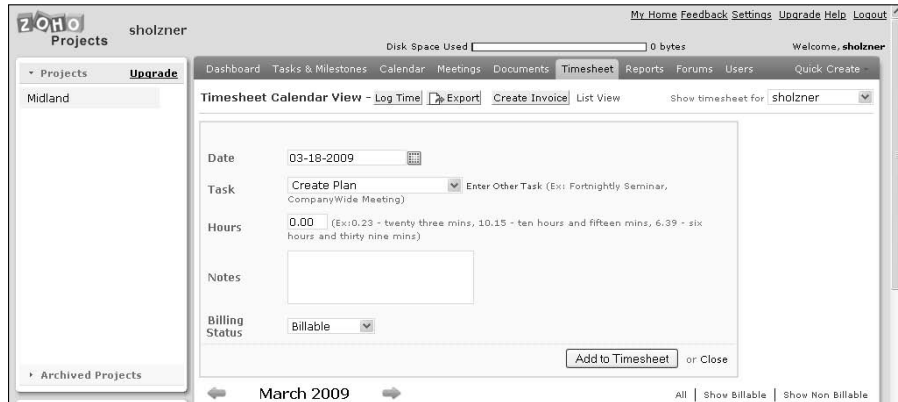 My Home Feedback Settings Upgrade Help Logout
ZOHO
Projects
sholzner
Disk Space Used 0 bytes
Welcome, sholzner
Projects Upgrade
Midland
Archived Projects
Dashboard Tasks & Milestones Calendar Meetings Documents Timesheet Reports Forums Users Quick Create
Timesheet Calendar View - Log Time Export Create Invoice List View Show timesheet for sholzner
Date 03-18-2009
Task Create Plan Enter Other Task (Ex: Fortnightly Seminar,
CompanyWide Meeting)
Hours 0.00 (Ex:0.23 - twenty three mins, 10.15 - ten hours and fifteen mins, 6.39 - six
hours and thirty nine mins)
Notes
Billing
Status
Billable
Add to Timesheet or Close
March 2009
All | Show Billable | Show Non Billable